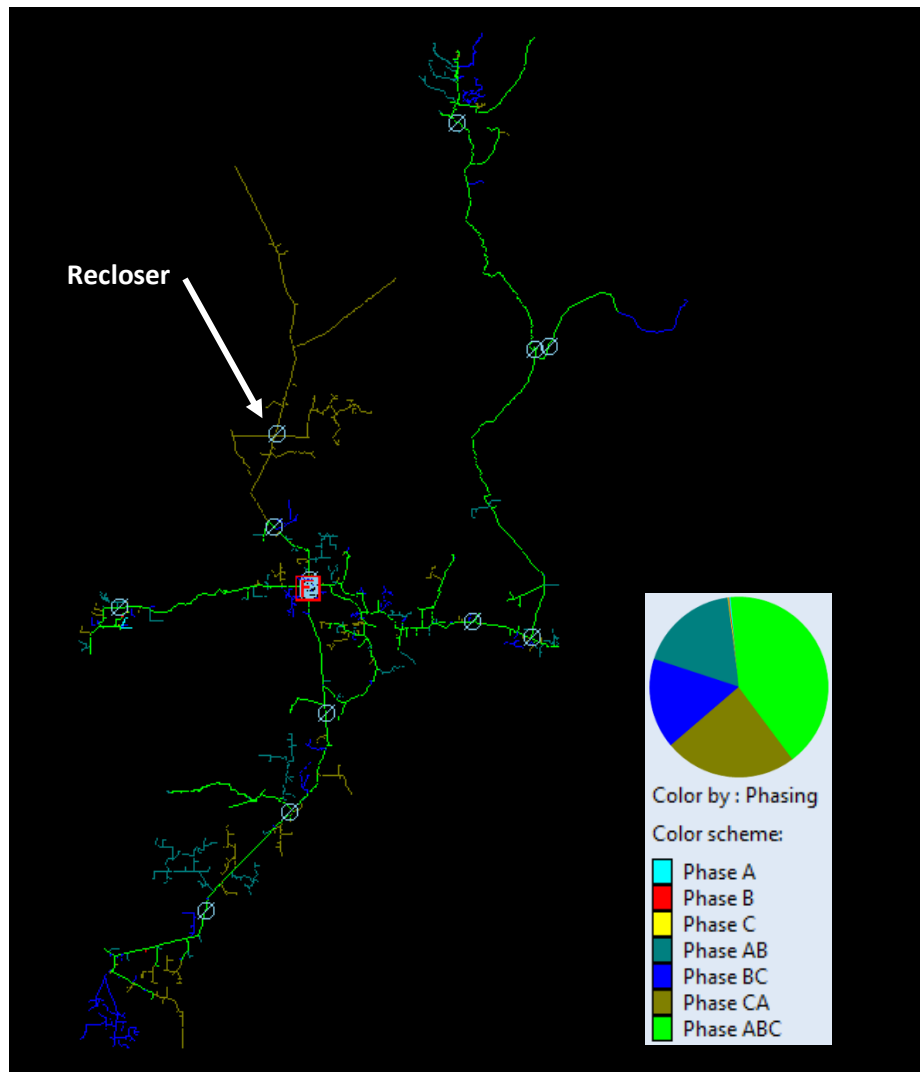 Recloser
Color by : Phasing
Color scheme:
Phase A
Phase B
Phase C
Phase AB
Phase BC
Phase CA
Phase ABC